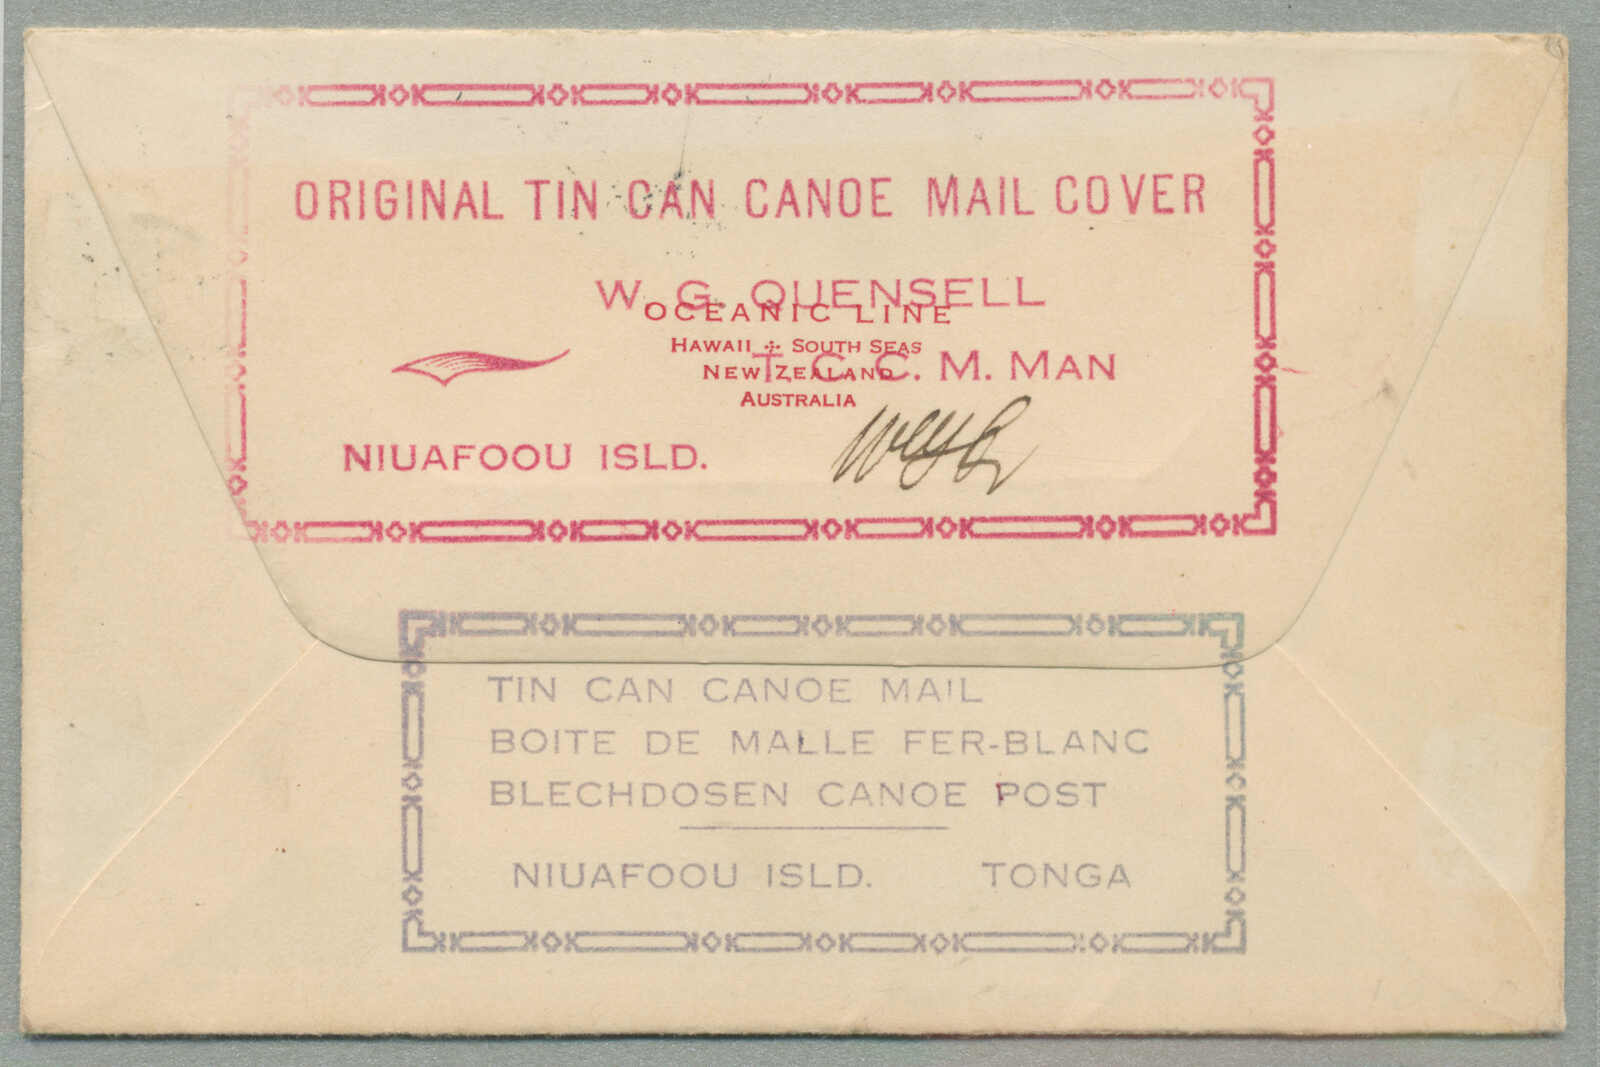 ORIGINAL TIN CAN CANOE MAIL COVER
W. G. QUENSELL
OCEANIC LINE
HAWAII SOUTH SEAS
NEW ZEALAND
T. C. C. M. MAN
AUSTRALIA
NIUAFOOU ISLD.
TIN CAN CANOE MAIL
BOITE DE MALLE FER-BLANC
BLECHDOSEN CANOE POST
NIUAFOOU ISLD. TONGA